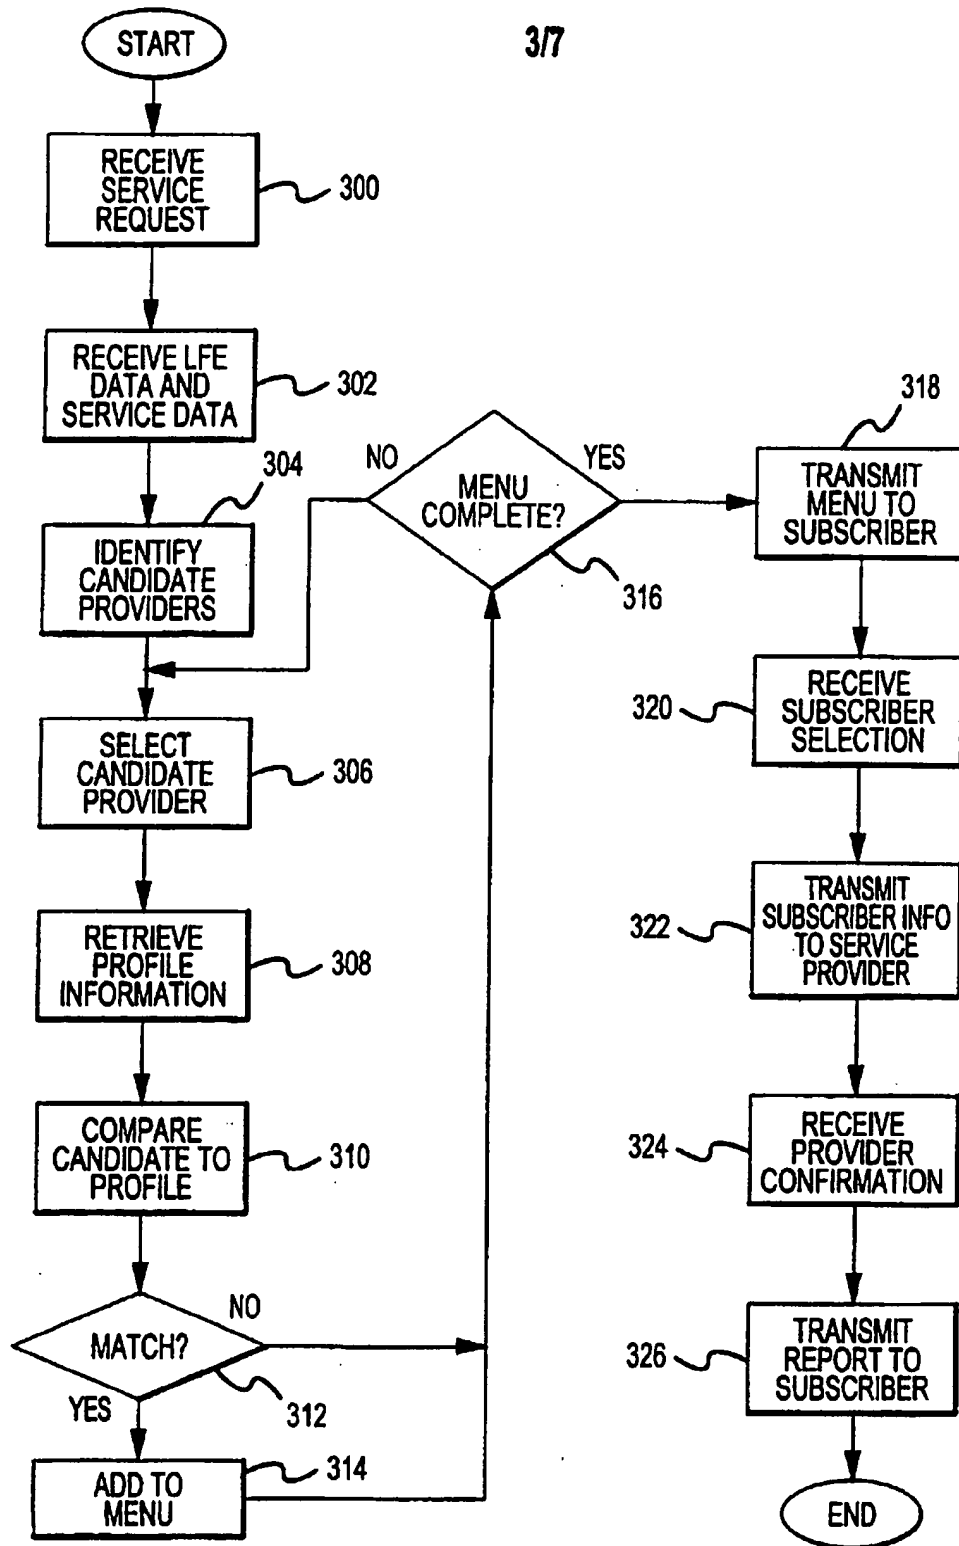 3/7
START
RECEIVE
SERVICE
REQUEST
300
RECEIVE LFE
DATA AND
SERVICE DATA
302
304
IDENTIFY
CANDIDATE
PROVIDERS
SELECT
CANDIDATE
PROVIDER
306
RETRIEVE
PROFILE
INFORMATION
308
COMPARE
CANDIDATE TO
PROFILE
310
MATCH?
NO
YES
312
ADD TO
MENU
314
MENU
COMPLETE?
NO
YES
316
318
TRANSMIT
MENU TO
SUBSCRIBER
320
RECEIVE
SUBSCRIBER
SELECTION
322
TRANSMIT
SUBSCRIBER INFO
TO SERVICE
PROVIDER
324
RECEIVE
PROVIDER
CONFIRMATION
326
TRANSMIT
REPORT TO
SUBSCRIBER
END